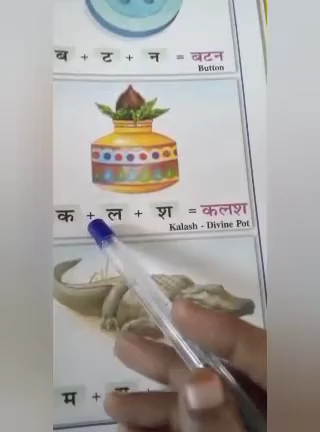 ब + ट + न = बटन
Button
क + ल + श = कलश
Kalash - Divine Pot
म +